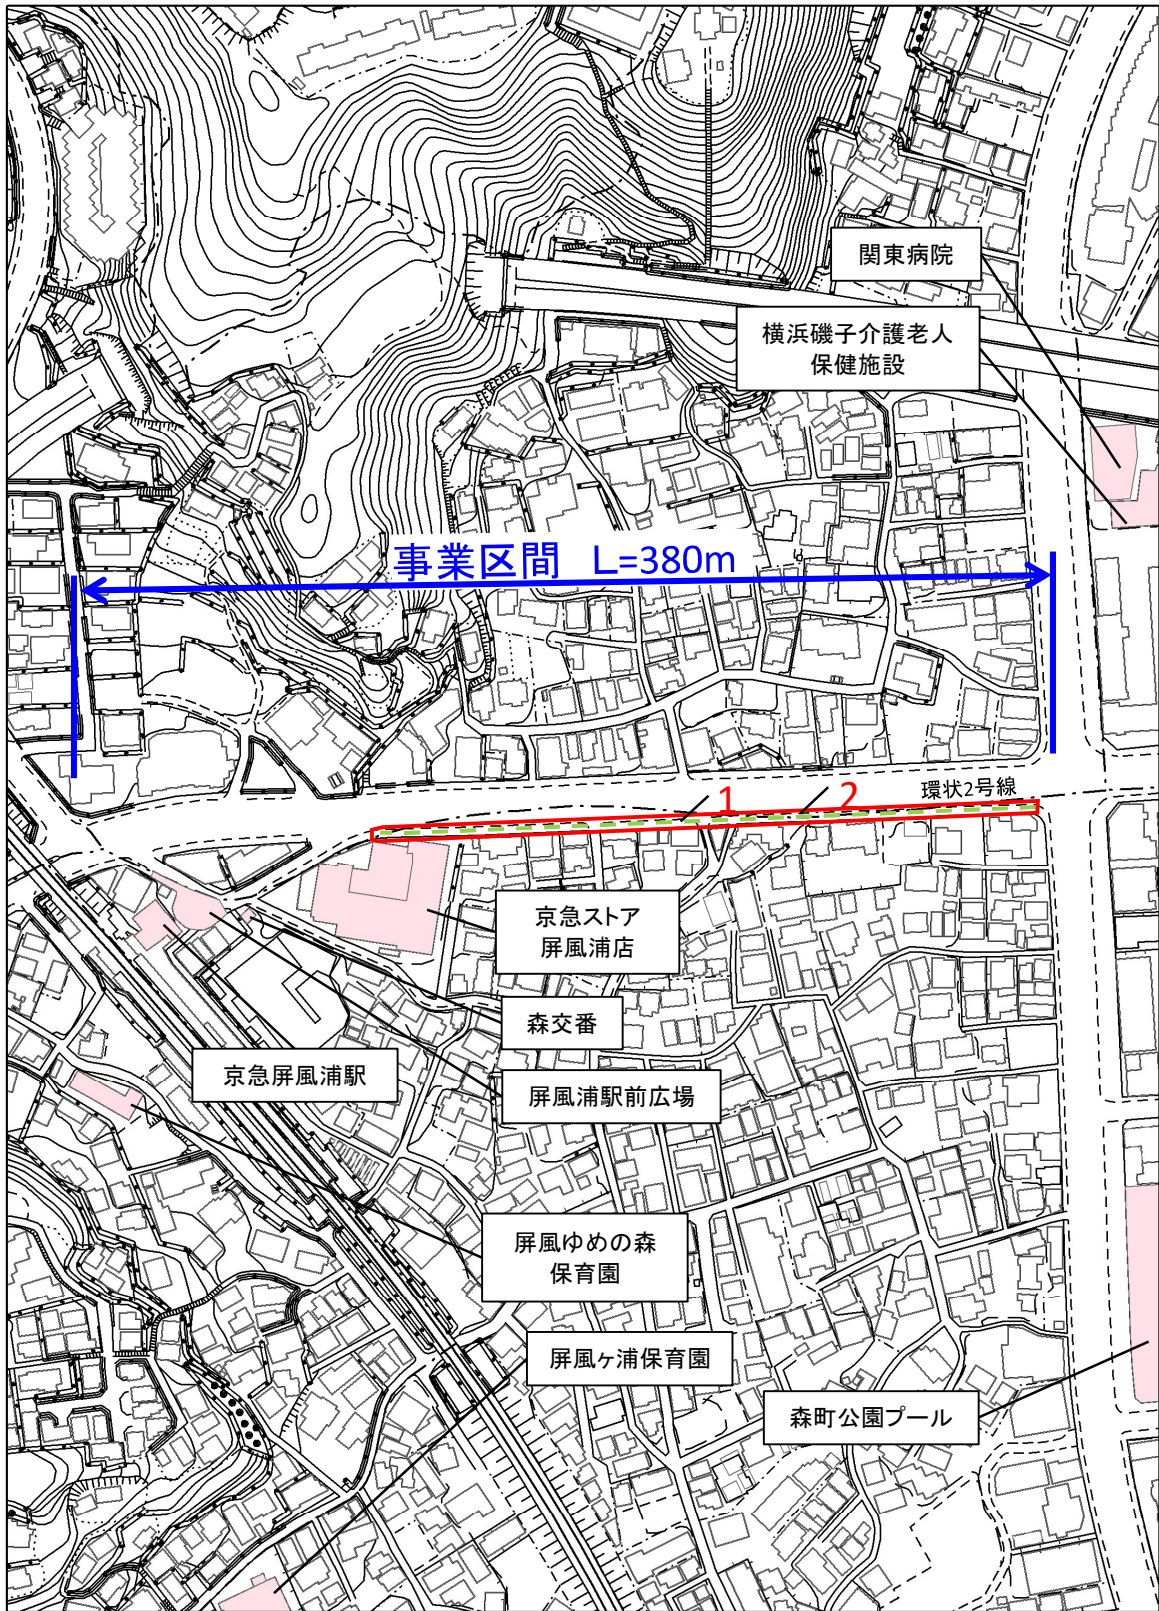 関東病院
横浜磯子介護老人
保健施設
事業区間 L=380m
環状2号線
1
2
京急ストア
屏風浦店
森交番
京急屏風浦駅
屏風浦駅前広場
屏風ゆめの森
保育園
屏風ヶ浦保育園
森町公園プール